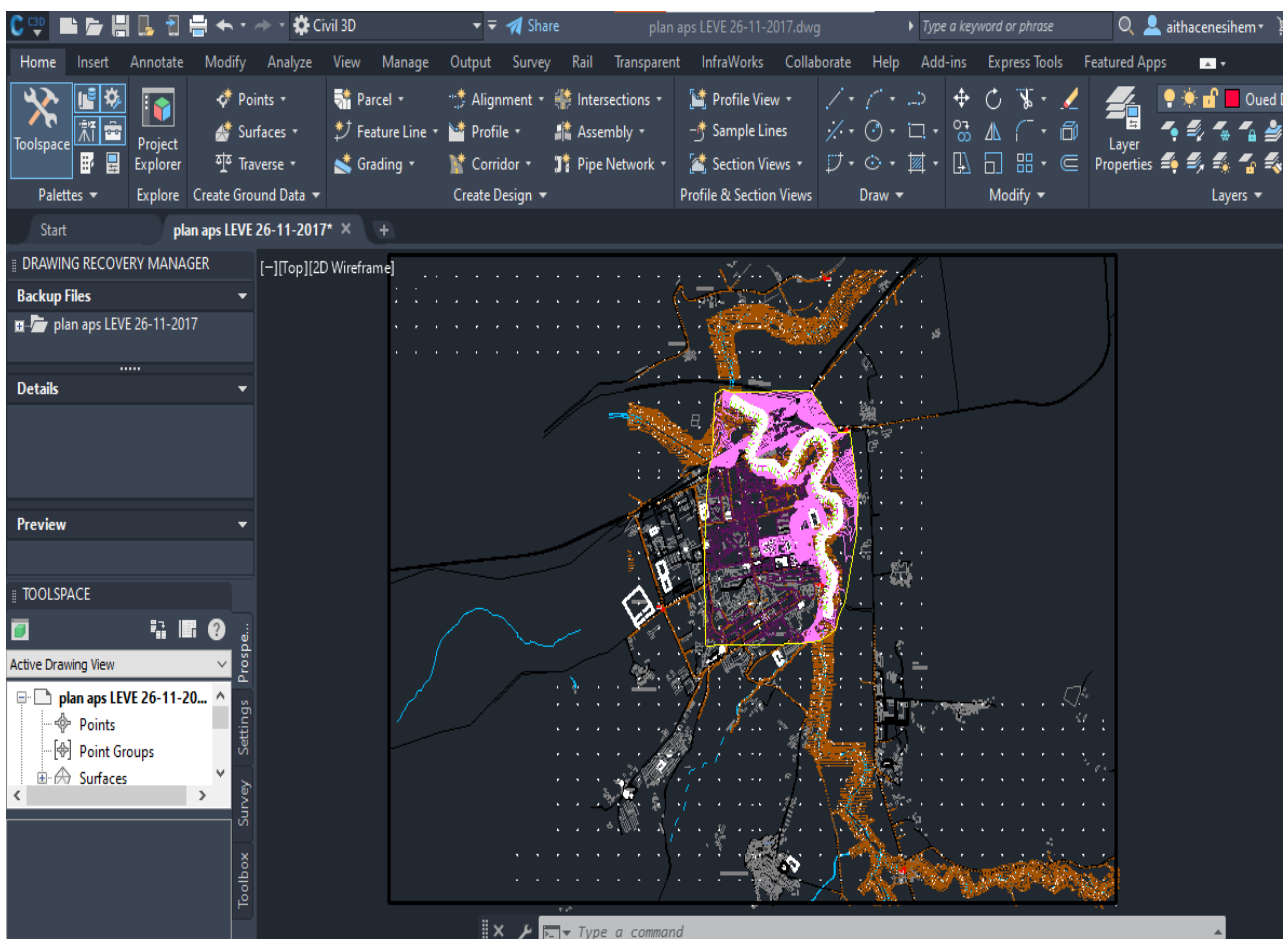 C3D Civil 3D Share plan aps LEVE 26-11-2017.dwg Type a keyword or phrase aithacenesihem
Home Insert Annotate Modify Analyze View Manage Output Survey Rail Transparent InfraWorks Collaborate Help Add-ins Express Tools Featured Apps
Toolspace
Project Explorer
Points Parcel Alignment Intersections Profile View Oued
Surfaces Feature Line Profile Assembly Sample Lines
Traverse Grading Corridor Pipe Network Section Views
Layer Properties
Palettes Explore Create Ground Data Create Design Profile & Section Views Draw Modify Layers
Start plan aps LEVE 26-11-2017* +
DRAWING RECOVERY MANAGER
[−][Top][2D Wireframe]
Backup Files
plan aps LEVE 26-11-2017
Details
Preview
TOOLSPACE
Active Drawing View
plan aps LEVE 26-11-20...
Points
Point Groups
Surfaces
Prospe...
Settings
Survey
Toolbox
Type a command